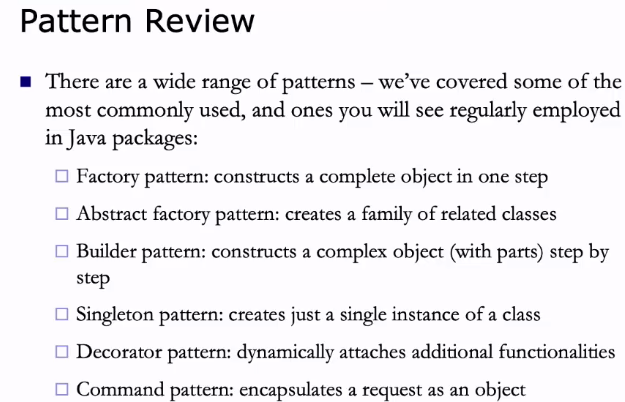 Pattern Review
There are a wide range of patterns – we've covered some of the
most commonly used, and ones you will see regularly employed
in Java packages:
Factory pattern: constructs a complete object in one step
Abstract factory pattern: creates a family of related classes
Builder pattern: constructs a complex object (with parts) step by
step
Singleton pattern: creates just a single instance of a class
Decorator pattern: dynamically attaches additional functionalities
Command pattern: encapsulates a request as an object